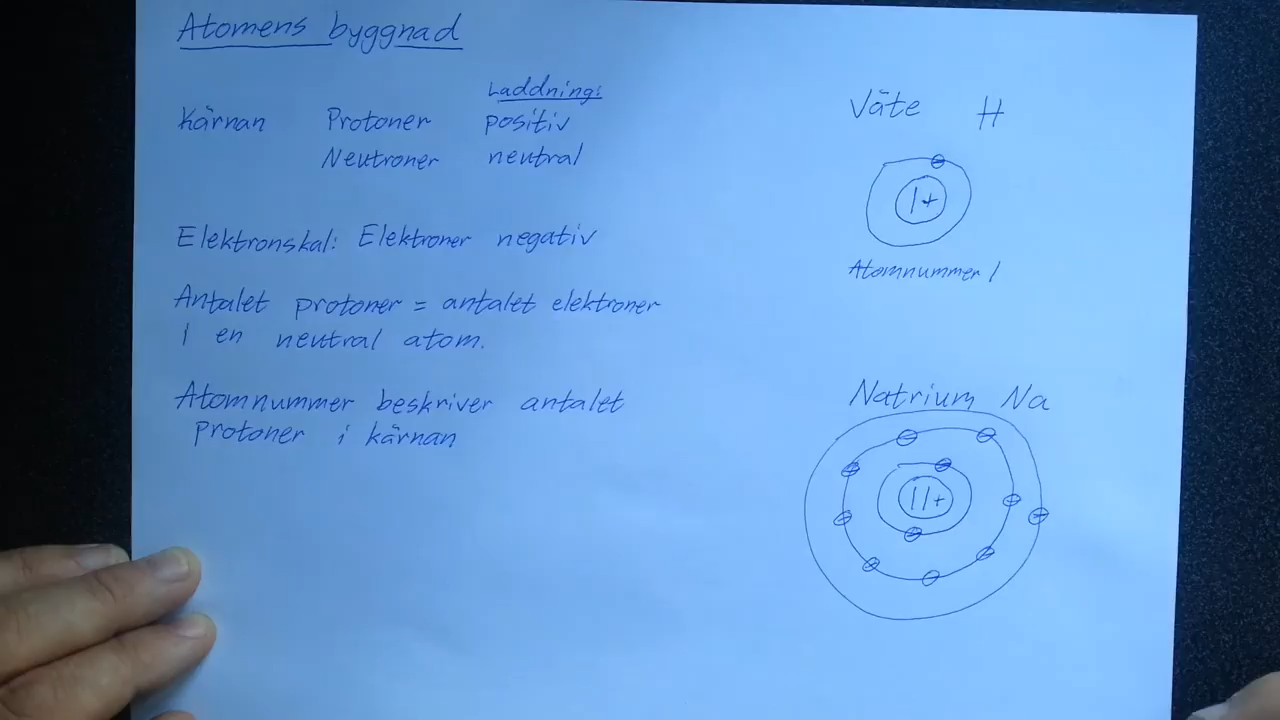 Atomens byggnad
Laddning:
Kärnan Protoner positiv
Neutroner neutral
Elektronskal: Elektroner negativ
Antalet protoner = antalet elektroner
i en neutral atom.
Atomnummer beskriver antalet
protoner i kärnan
Väte H
1+
Atomnummer 1
Natrium Na
11+